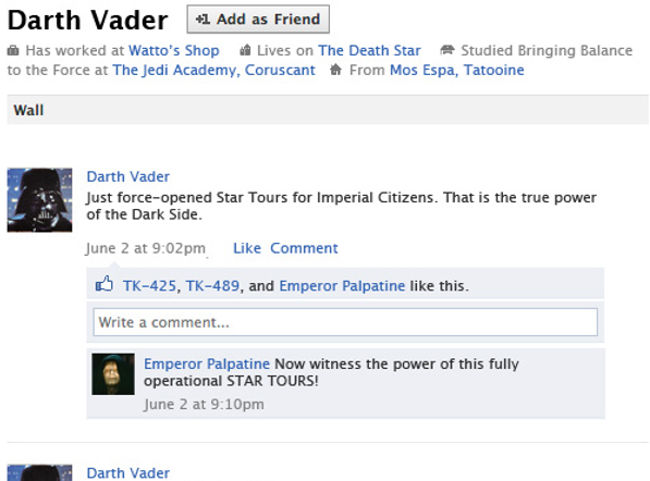 Darth Vader +1 Add as Friend
Has worked at Watto's Shop Lives on The Death Star Studied Bringing Balance
to the Force at The Jedi Academy, Coruscant From Mos Espa, Tatooine
Wall
Darth Vader
Just force-opened Star Tours for Imperial Citizens. That is the true power
of the Dark Side.
June 2 at 9:02pm Like Comment
TK-425, TK-489, and Emperor Palpatine like this.
Write a comment...
Emperor Palpatine Now witness the power of this fully
operational STAR TOURS!
June 2 at 9:10pm
Darth Vader